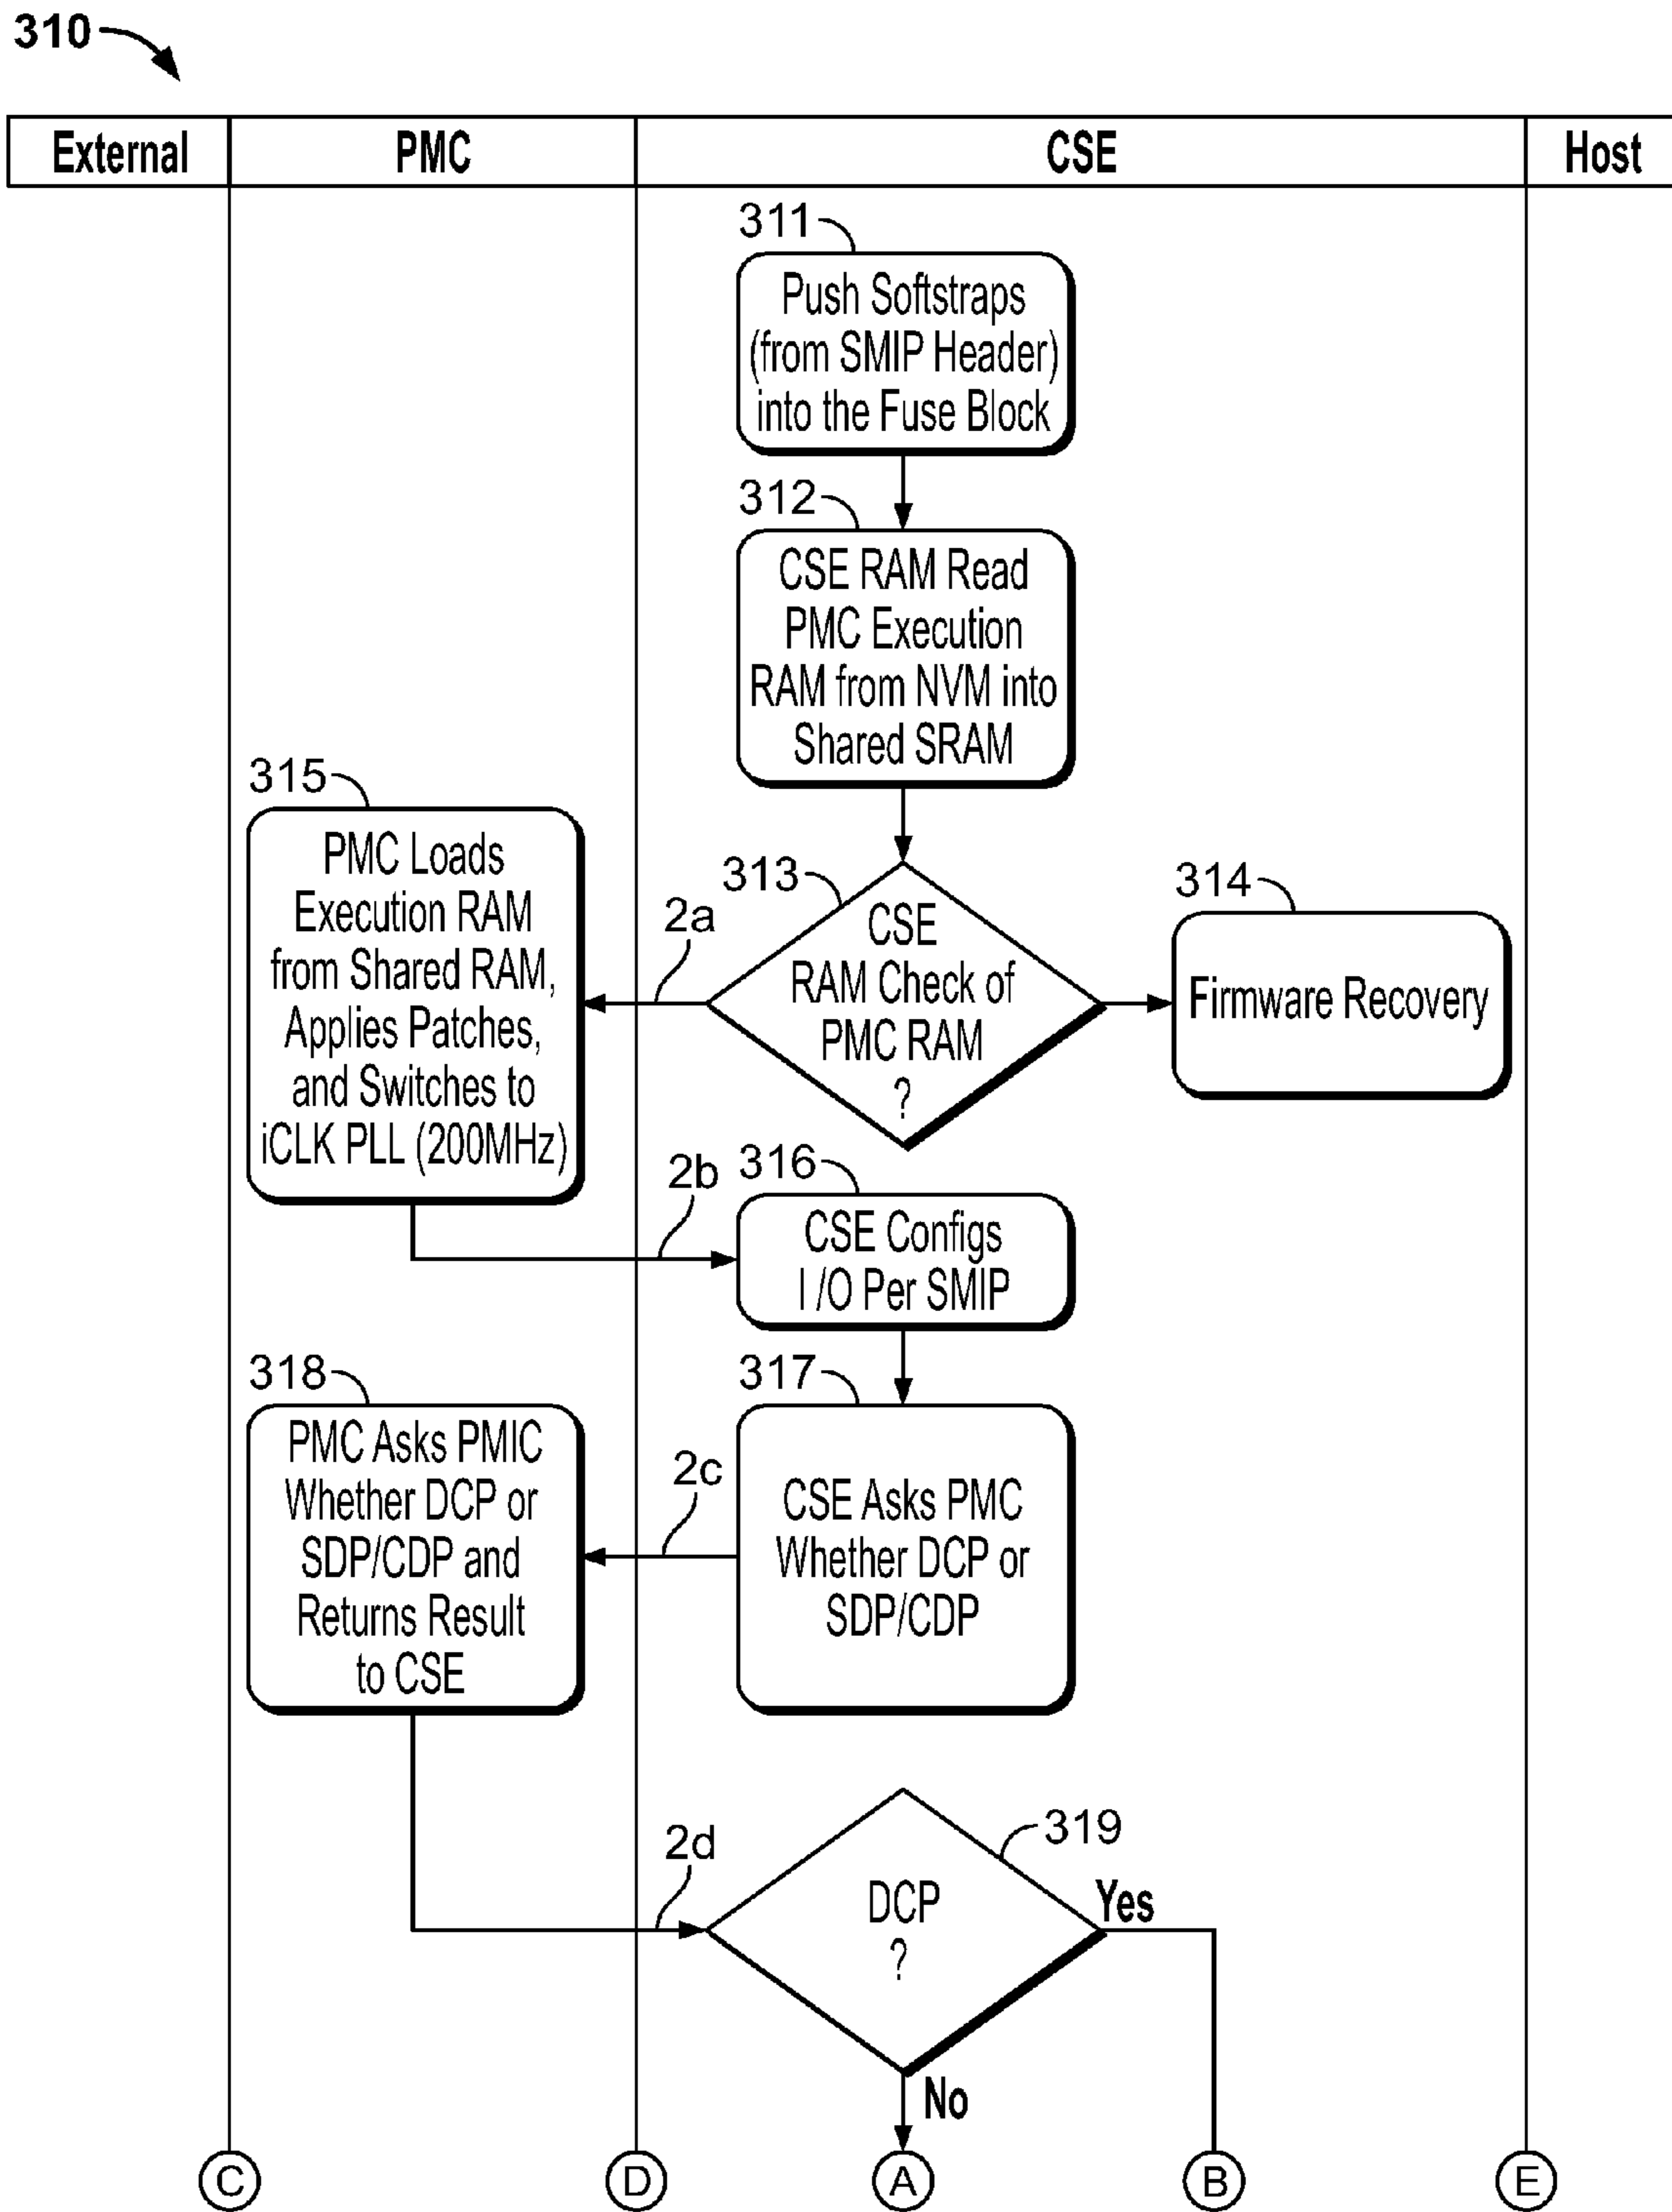 310
External
PMC
CSE
Host
311
Push Softstraps
(from SMIP Header)
into the Fuse Block
312
CSE RAM Read
PMC Execution
RAM from NVM into
Shared SRAM
315
PMC Loads
Execution RAM
from Shared RAM,
Applies Patches,
and Switches to
iCLK PLL (200MHz)
2a
313
CSE
RAM Check of
PMC RAM
?
314
Firmware Recovery
2b
316
CSE Configs
I /O Per SMIP
318
PMC Asks PMIC
Whether DCP or
SDP/CDP and
Returns Result
to CSE
2c
317
CSE Asks PMC
Whether DCP or
SDP/CDP
2d
319
DCP
?
Yes
No
C
D
A
B
E